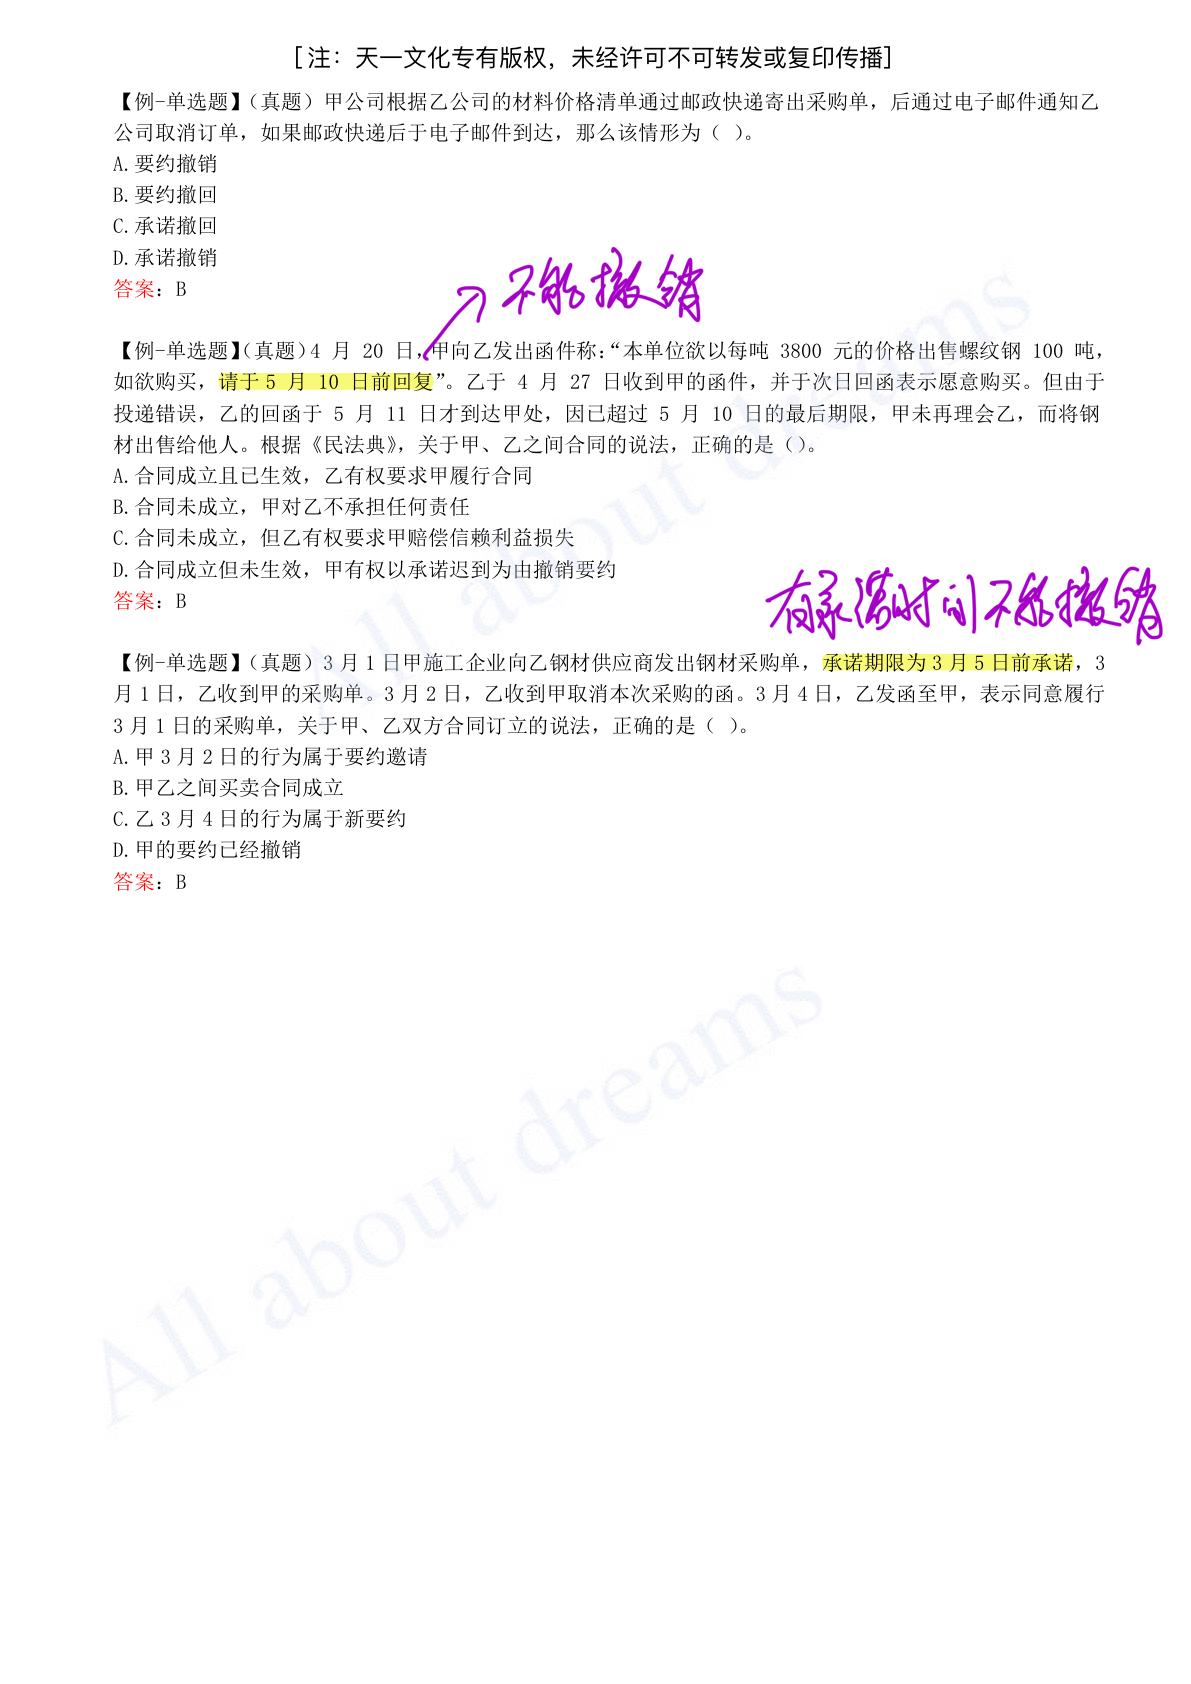 [注：天一文化专有版权，未经许可不可转发或复印传播]
【例-单选题】（真题）甲公司根据乙公司的材料价格清单通过邮政快递寄出采购单，后通过电子邮件通知乙
公司取消订单，如果邮政快递后于电子邮件到达，那么该情形为（ ）。
A.要约撤销
B.要约撤回
C.承诺撤回
D.承诺撤销
答案：B
不能撤销
【例-单选题】（真题）4 月 20 日，甲向乙发出函件称：“本单位欲以每吨 3800 元的价格出售螺纹钢 100 吨，
如欲购买，请于 5 月 10 日前回复”。乙于 4 月 27 日收到甲的函件，并于次日回函表示愿意购买。但由于
投递错误，乙的回函于 5 月 11 日才到达甲处，因已超过 5 月 10 日的最后期限，甲未再理会乙，而将钢
材出售给他人。根据《民法典》，关于甲、乙之间合同的说法，正确的是（）。
A.合同成立且已生效，乙有权要求甲履行合同
B.合同未成立，甲对乙不承担任何责任
C.合同未成立，但乙有权要求甲赔偿信赖利益损失
D.合同成立但未生效，甲有权以承诺迟到为由撤销要约
答案：B
有承诺时间不能撤销
【例-单选题】（真题）3 月 1 日甲施工企业向乙钢材供应商发出钢材采购单，承诺期限为 3 月 5 日前承诺，3
月 1 日，乙收到甲的采购单。3 月 2 日，乙收到甲取消本次采购的函。3 月 4 日，乙发函至甲，表示同意履行
3 月 1 日的采购单，关于甲、乙双方合同订立的说法，正确的是（ ）。
A.甲 3 月 2 日的行为属于要约邀请
B.甲乙之间买卖合同成立
C.乙 3 月 4 日的行为属于新要约
D.甲的要约已经撤销
答案：B
All about dreams
All about dreams